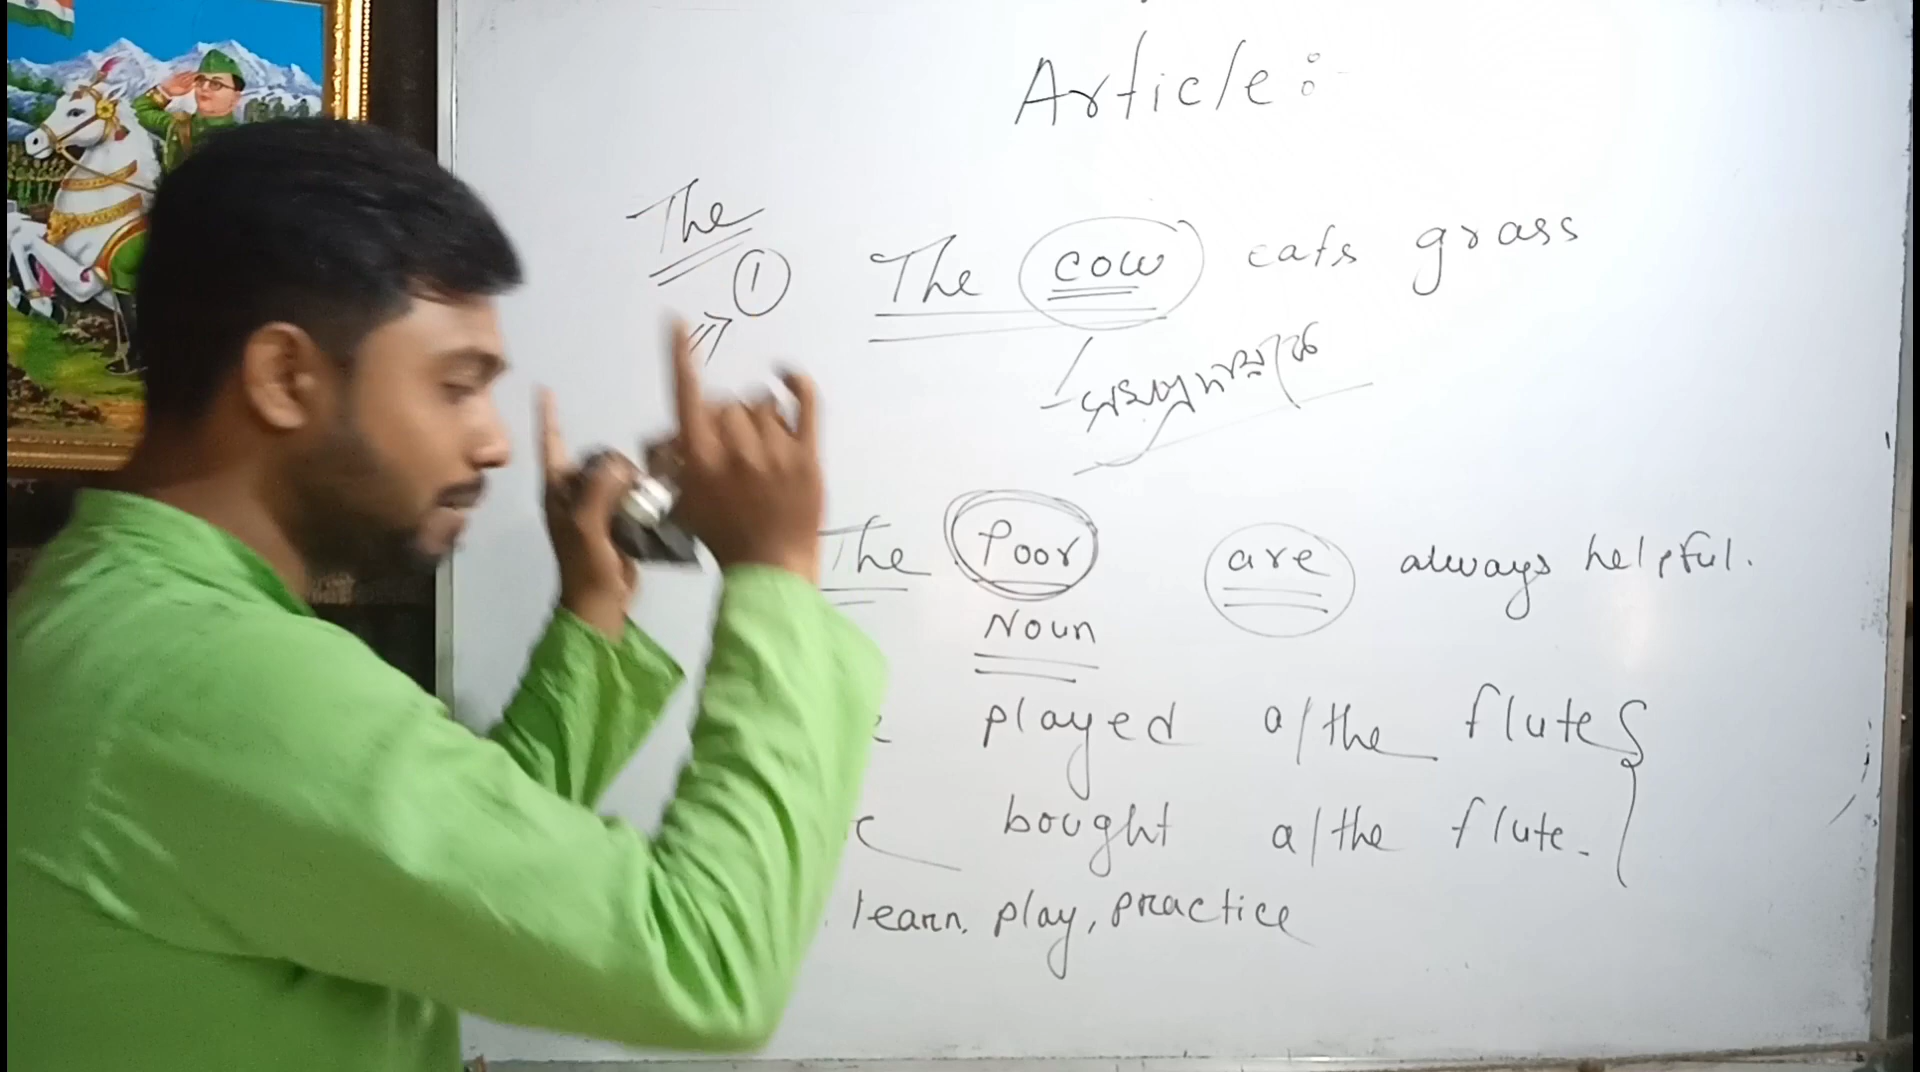 Article:
The
① The cow eats grass
The Poor are always helpful.
Noun
played a/the flute
bought a/the flute.
learn, play, practice